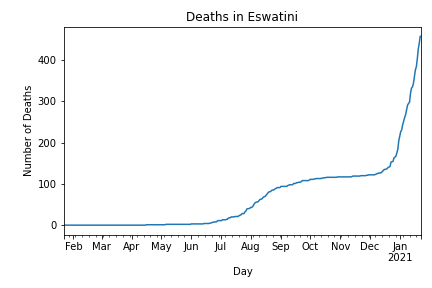 Deaths in Eswatini
Number of Deaths
400
300
200
100
0
Feb Mar Apr May Jun Jul Aug Sep Oct Nov Dec Jan
2021
Day